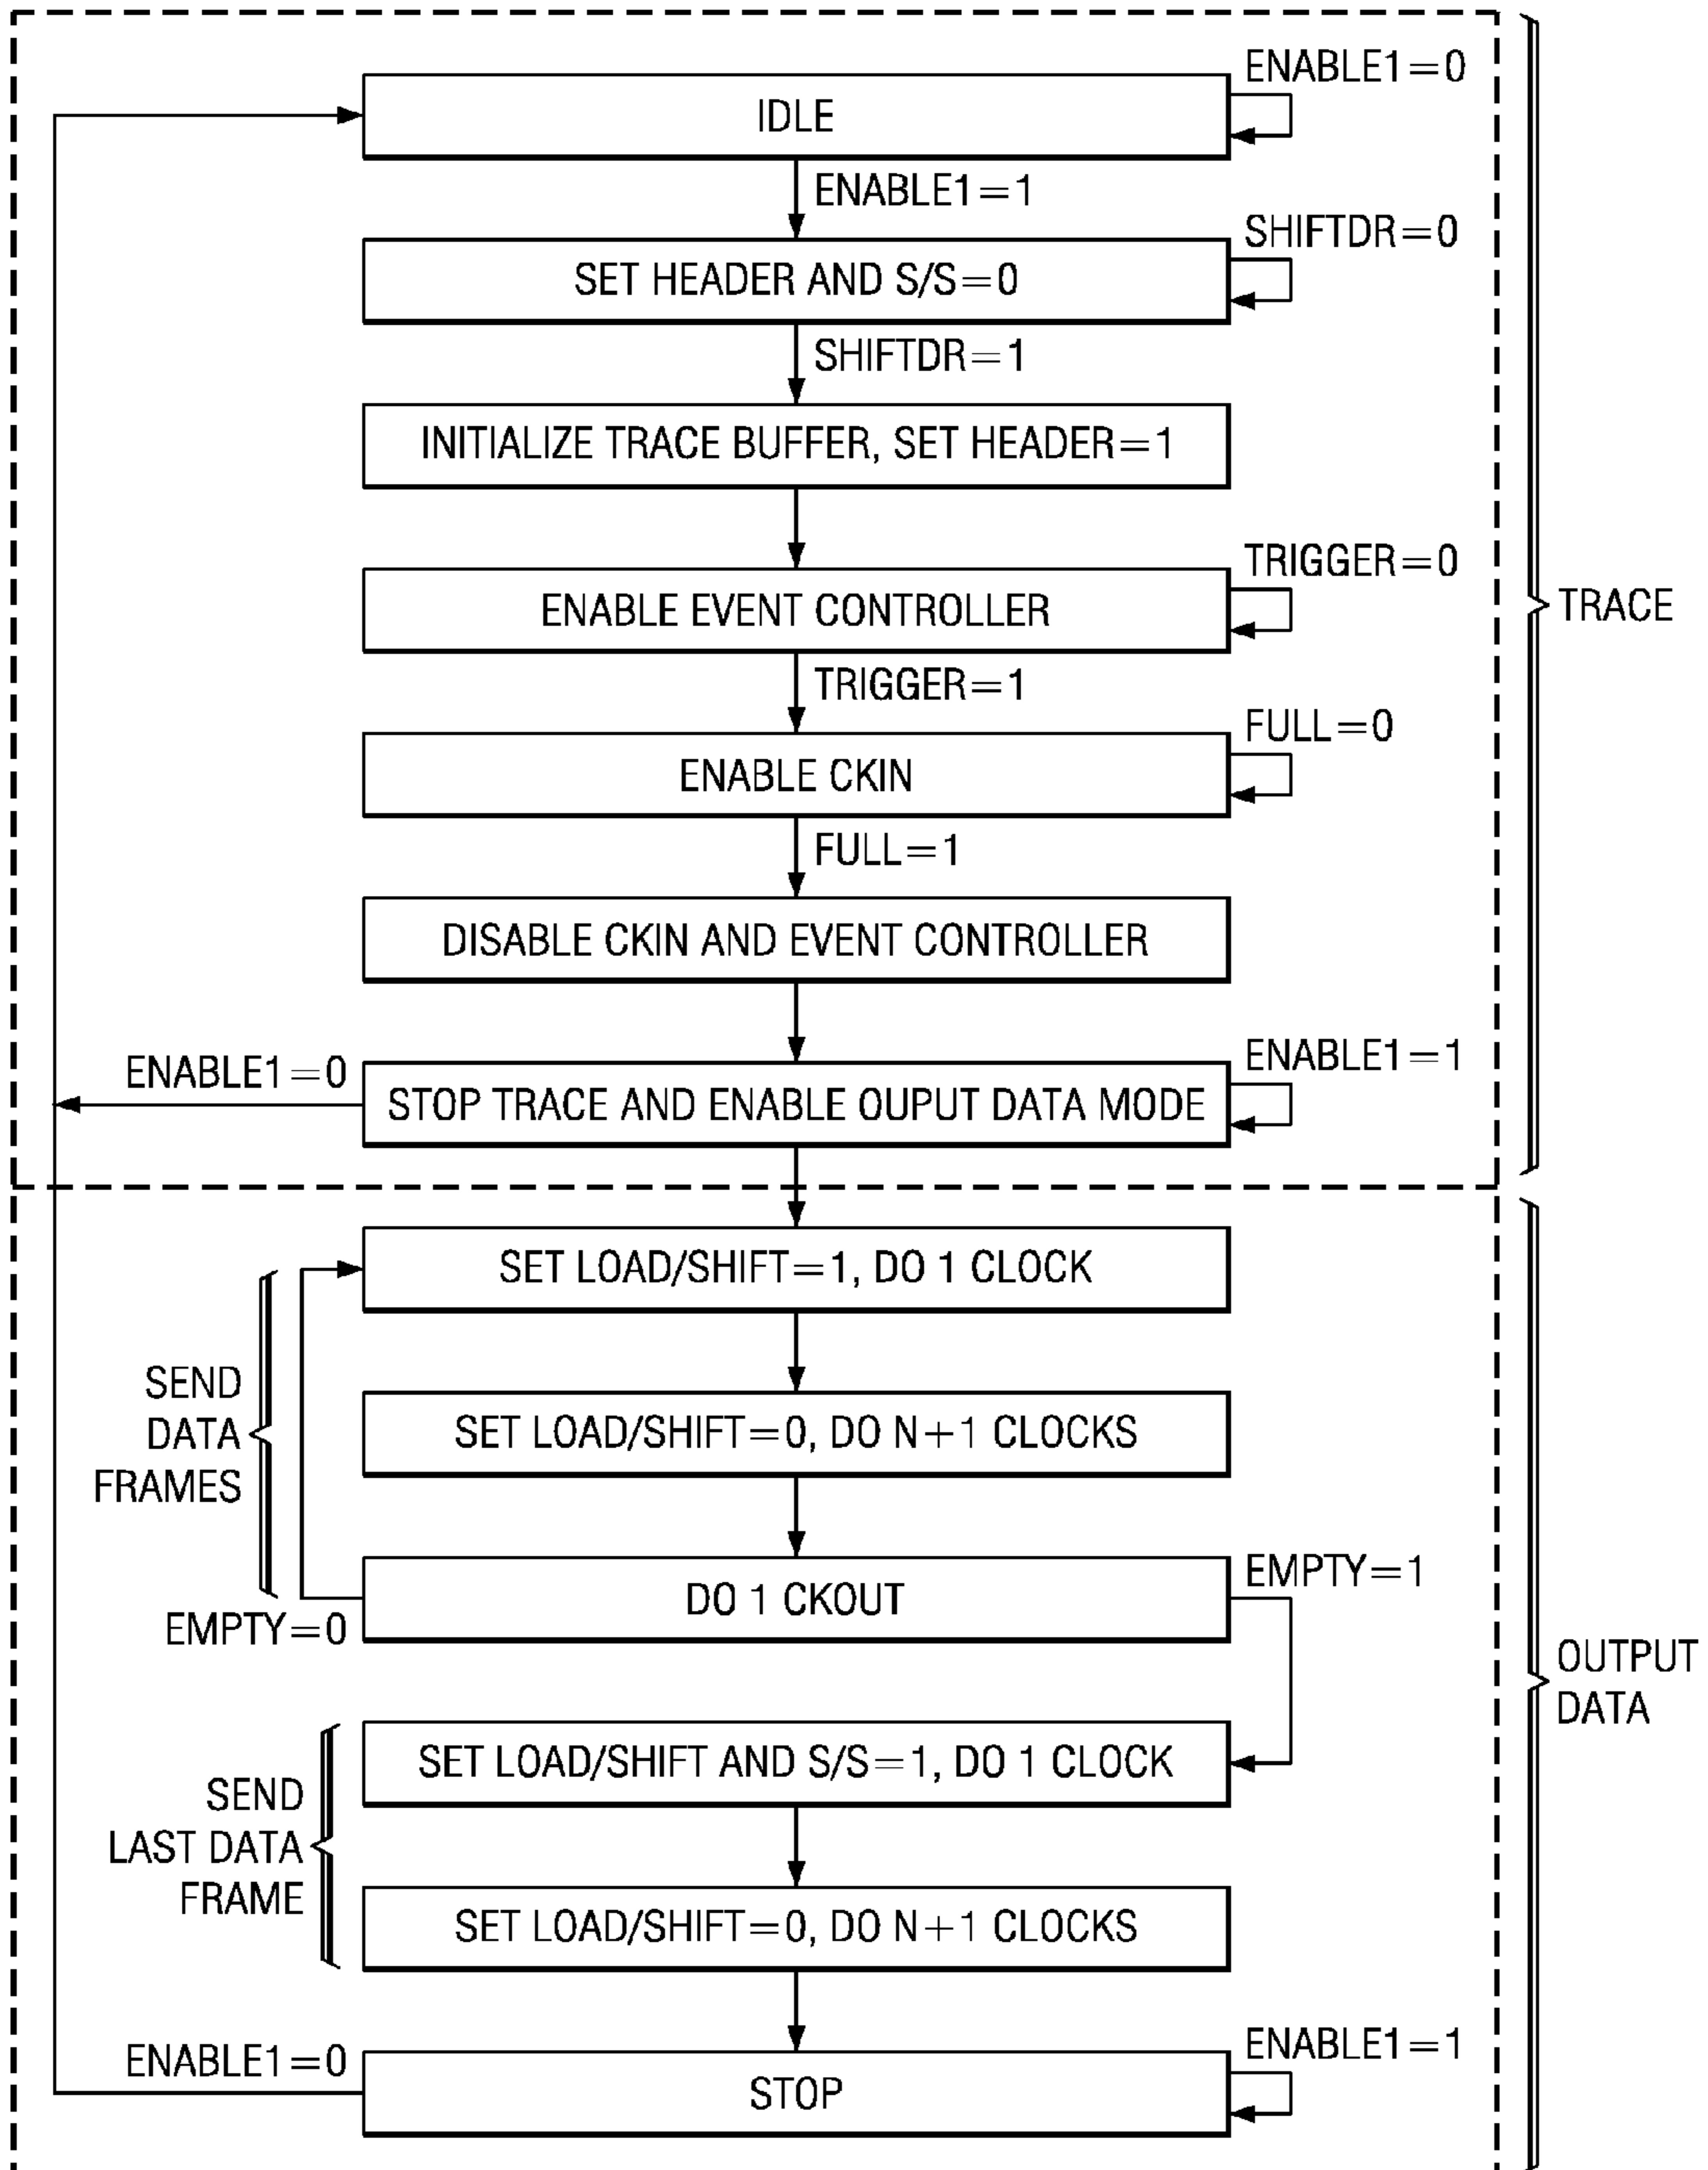 ENABLE1=0
IDLE
ENABLE1=1
SHIFTDR=0
SET HEADER AND S/S=0
SHIFTDR=1
INITIALIZE TRACE BUFFER, SET HEADER=1
TRIGGER=0
ENABLE EVENT CONTROLLER
TRACE
TRIGGER=1
FULL=0
ENABLE CKIN
FULL=1
DISABLE CKIN AND EVENT CONTROLLER
ENABLE1=1
ENABLE1=0
STOP TRACE AND ENABLE OUPUT DATA MODE
SET LOAD/SHIFT=1, DO 1 CLOCK
SEND
DATA
FRAMES
SET LOAD/SHIFT=0, DO N+1 CLOCKS
EMPTY=1
DO 1 CKOUT
EMPTY=0
OUTPUT
DATA
SET LOAD/SHIFT AND S/S=1, DO 1 CLOCK
SEND
LAST DATA
FRAME
SET LOAD/SHIFT=0, DO N+1 CLOCKS
ENABLE1=1
ENABLE1=0
STOP